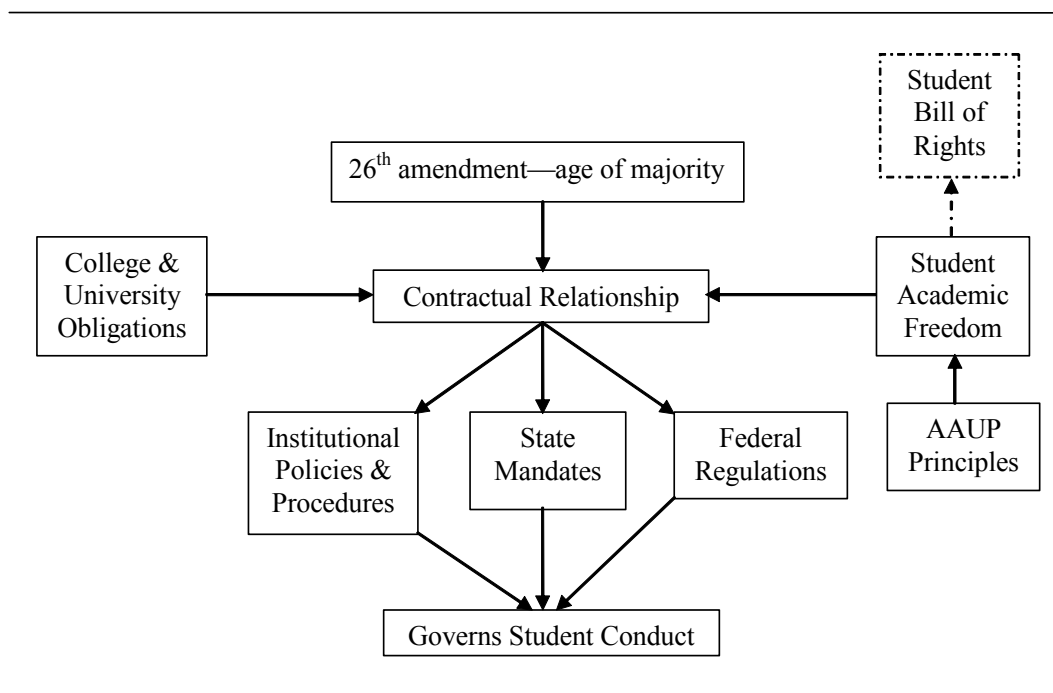 Student
Bill of
Rights
26th amendment—age of majority
College &
University
Obligations
Contractual Relationship
Student
Academic
Freedom
Institutional
Policies &
Procedures
State
Mandates
Federal
Regulations
AAUP
Principles
Governs Student Conduct